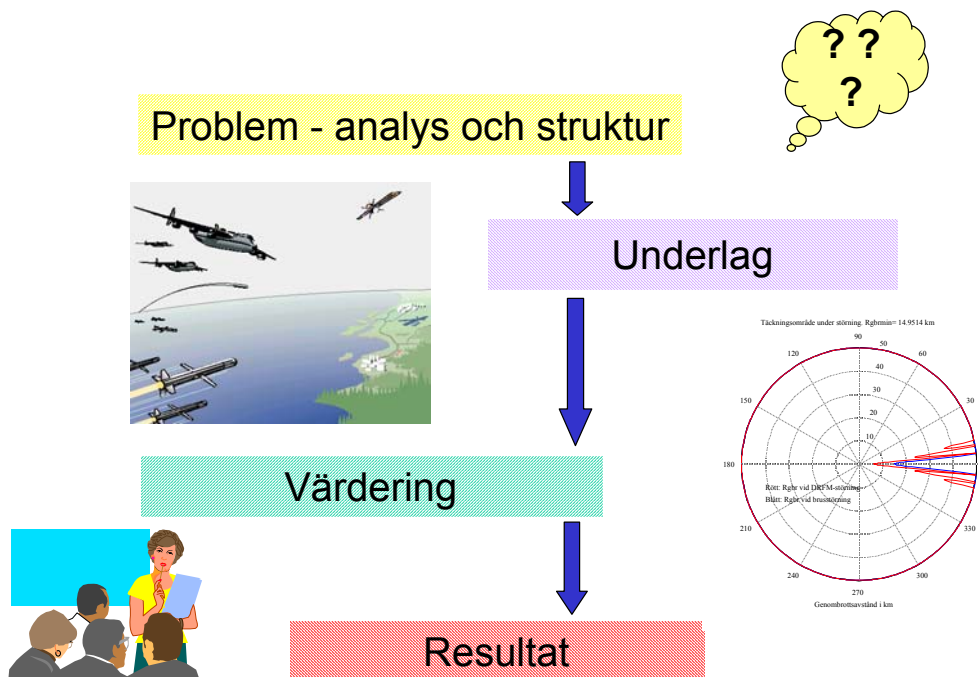 ? ?
?
Problem - analys och struktur
Underlag
Täckningsområde under störning. Rgbrmin= 14.9514 km
90
50
120
60
40
30
150
30
20
10
180
Rött: Rgbr vid DRFM-störning
Blått: Rgbr vid brusstörning
210
330
240
300
270
Genombrottsavstånd i km
Värdering
Resultat